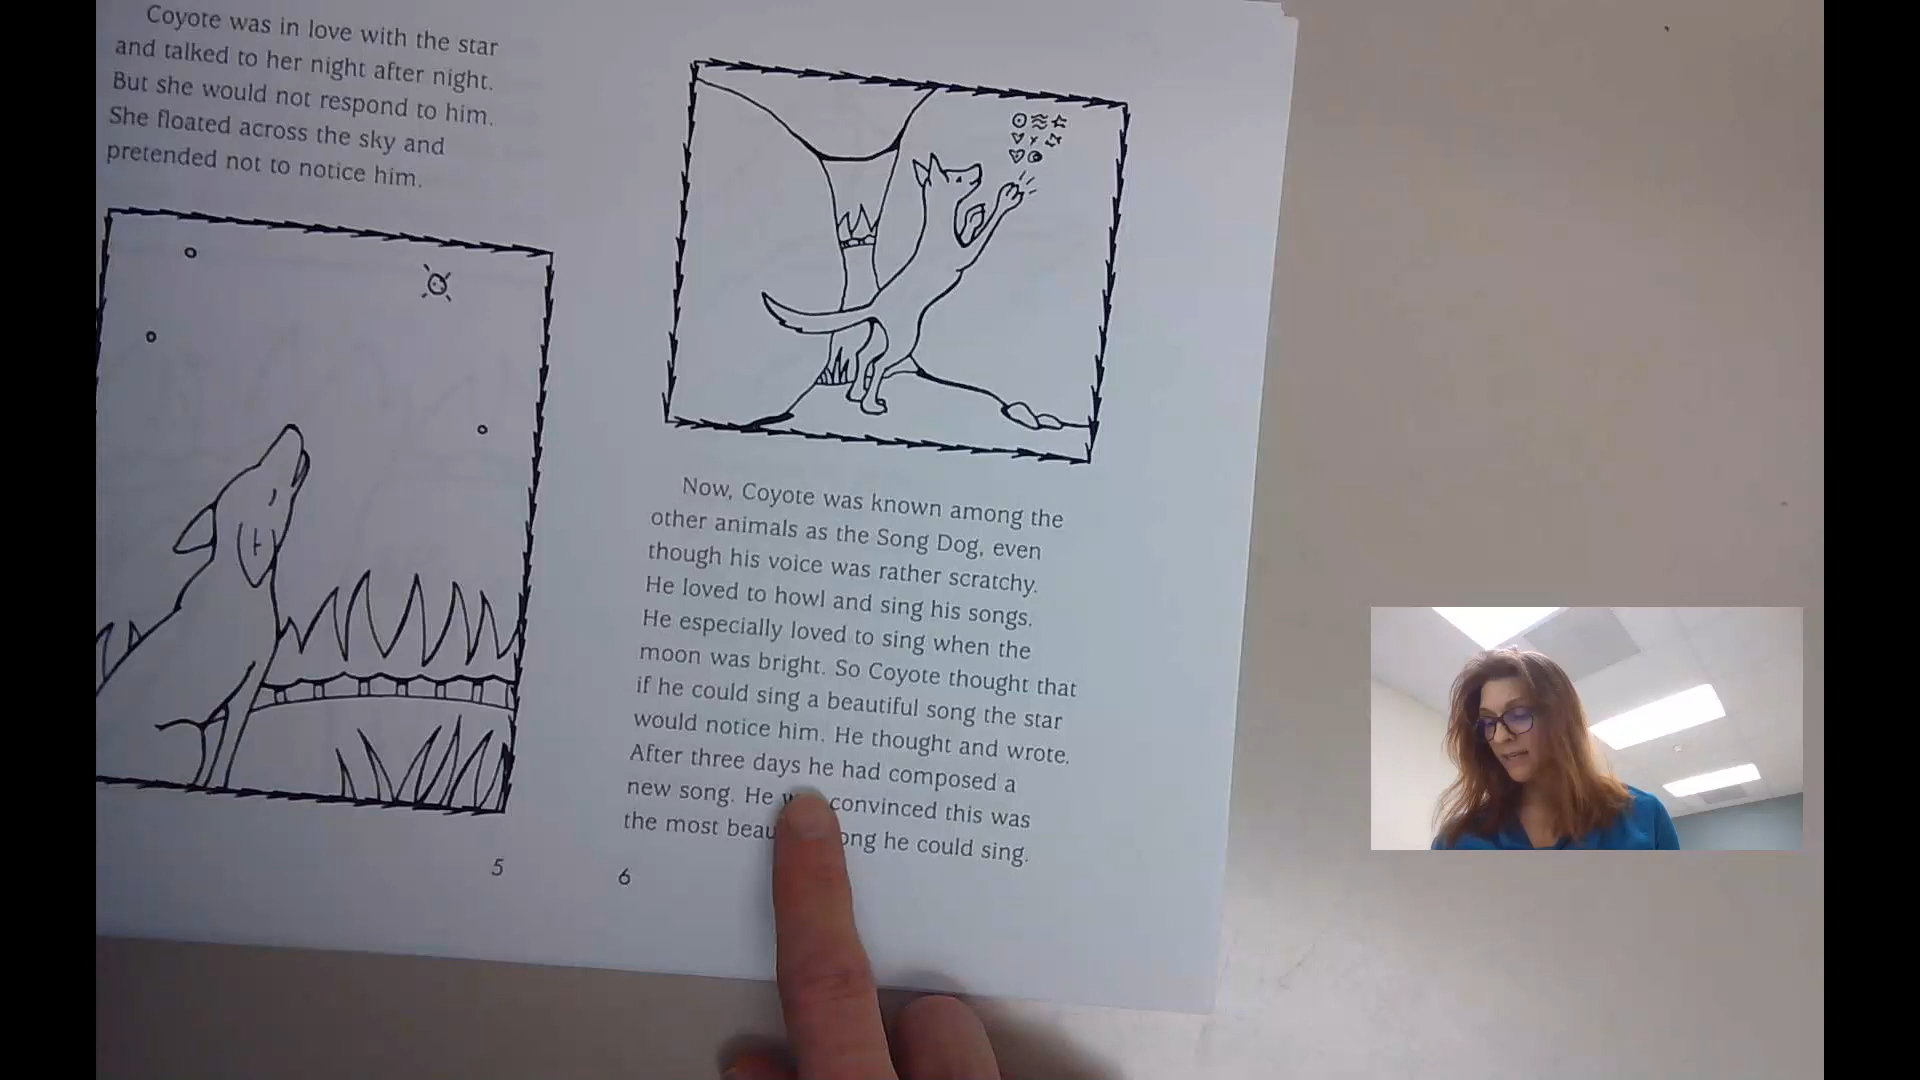 Coyote was in love with the star
and talked to her night after night.
But she would not respond to him.
She floated across the sky and
pretended not to notice him.
5
Now, Coyote was known among the
other animals as the Song Dog, even
though his voice was rather scratchy.
He loved to howl and sing his songs.
He especially loved to sing when the
moon was bright. So Coyote thought that
if he could sing a beautiful song the star
would notice him. He thought and wrote.
After three days he had composed a
new song. He convinced this was
the most he could sing.
6